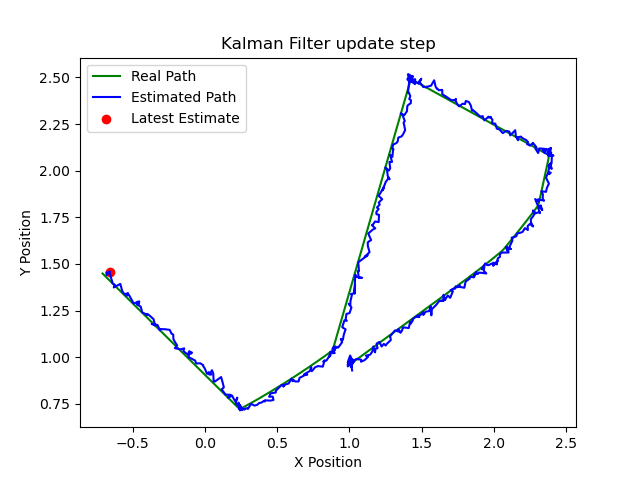 Kalman Filter update step
Real Path
Estimated Path
Latest Estimate
2.50
2.25
2.00
1.75
1.50
1.25
1.00
0.75
Y Position
−0.5 0.0 0.5 1.0 1.5 2.0 2.5
X Position